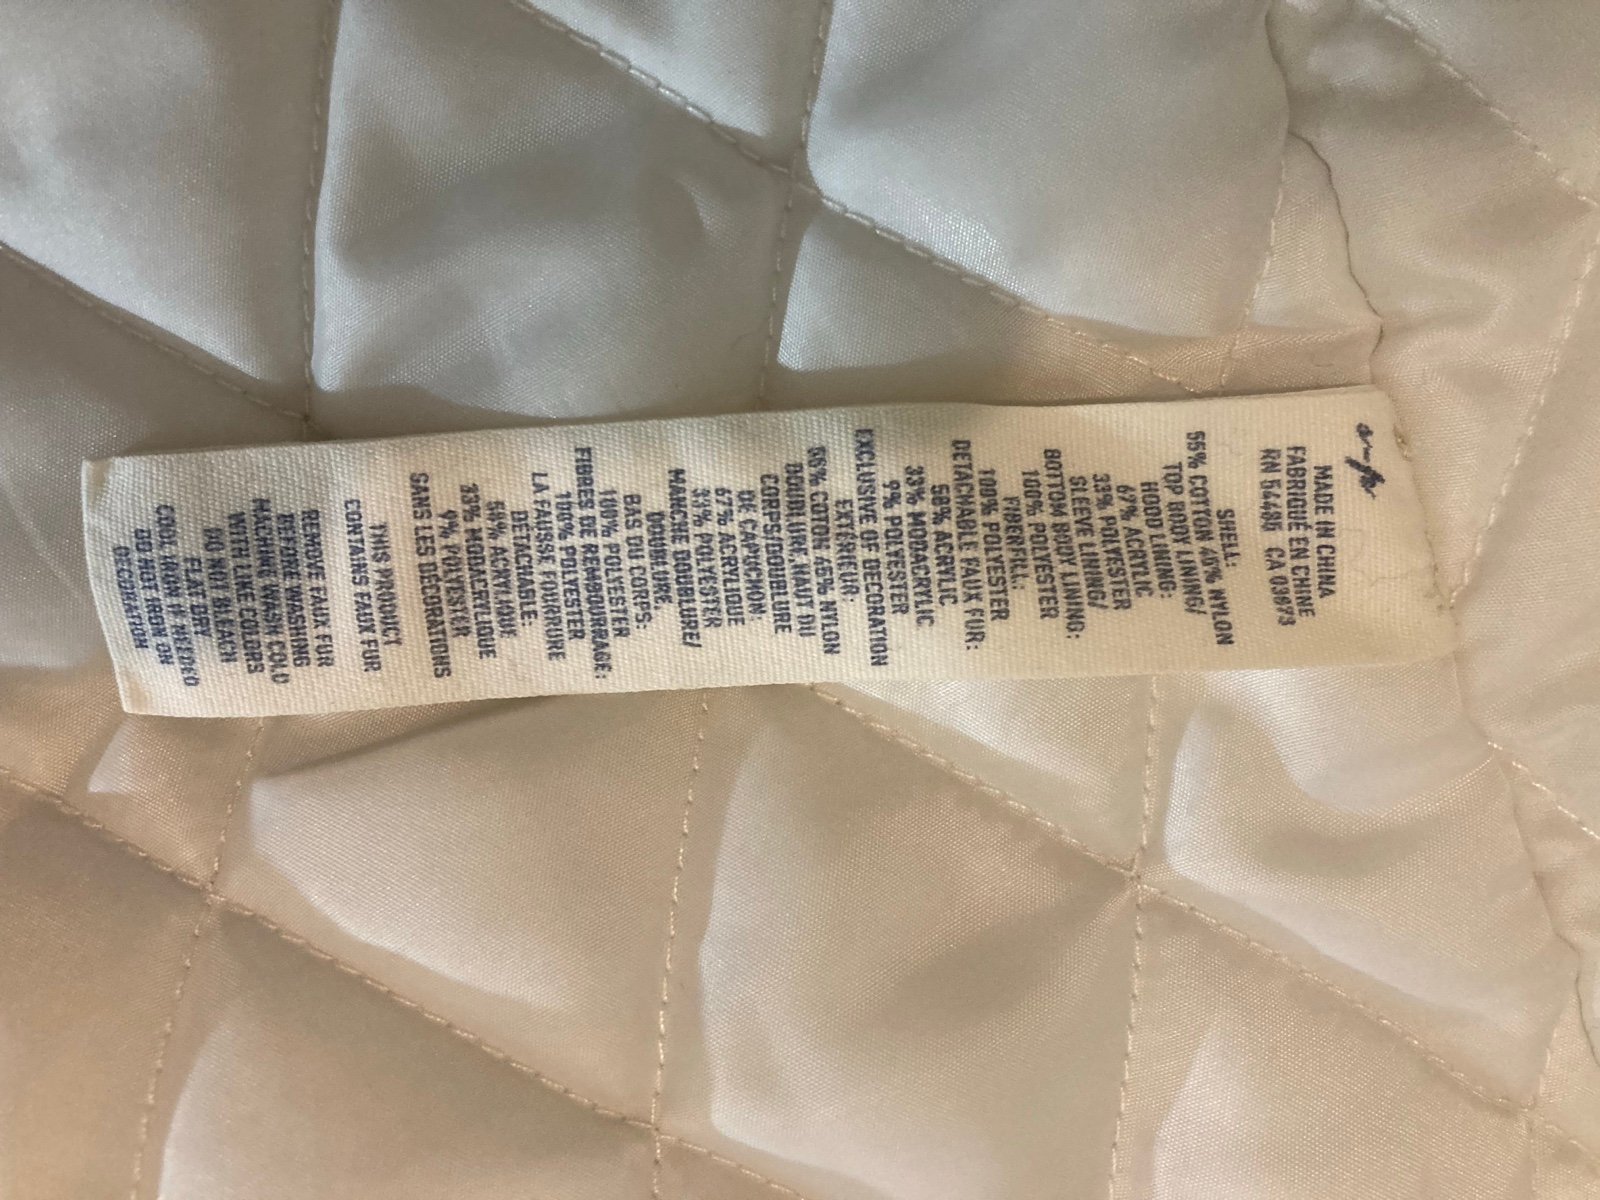 MADE IN CHINA
FABRIQUÉ EN CHINE
RN 54485 CA 03673
SHELL:
55% COTTON 45% NYLON
TOP BODY LINING/
HOOD LINING:
67% ACRYLIC
33% POLYESTER
SLEEVE LINING/
BOTTOM BODY LINING:
100% POLYESTER
FIBERFILL:
100% POLYESTER
DETACHABLE FAUX FUR:
58% ACRYLIC
33% MODACRYLIC
9% POLYESTER
EXCLUSIVE OF DECORATION
EXTÉRIEUR:
55% COTON 45% NYLON
DOUBLURE, HAUT DU
CORPS/DOUBLURE
DE CAPUCHON:
67% ACRYLIQUE
33% POLYESTER
MANCHE DOUBLURE/
DOUBLURE,
BAS DU CORPS:
100% POLYESTER
FIBRES DE REMBOURRAGE:
100% POLYESTER
LA FAUSSE FOURRURE
DÉTACHABLE:
58% ACRYLIQUE
33% MODACRYLIQUE
9% POLYESTER
SANS LES DÉCORATIONS
THIS PRODUCT
CONTAINS FAUX FUR
REMOVE FAUX FUR
BEFORE WASHING
MACHINE WASH COLD
WITH LIKE COLORS
DO NOT BLEACH
FLAT DRY
COOL IRON IF NEEDED
DO NOT IRON ON
DECORATION